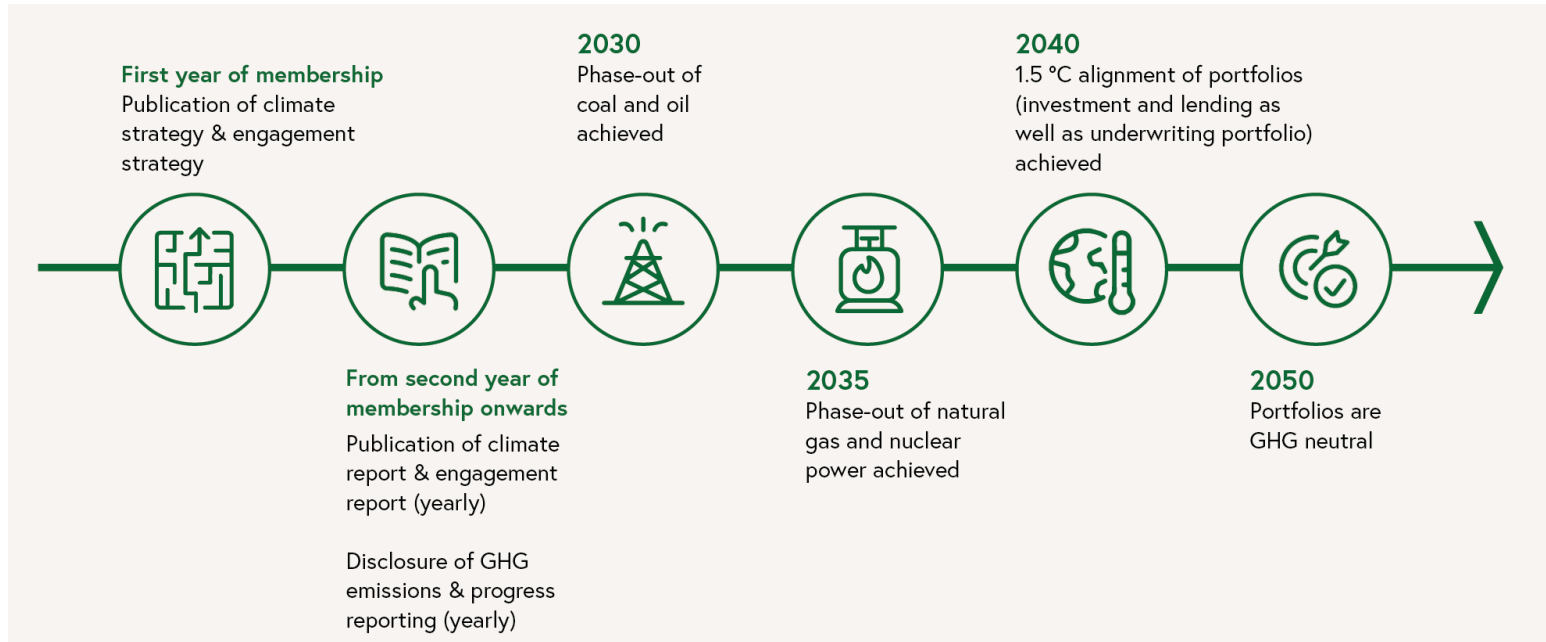 First year of membership
Publication of climate
strategy & engagement
strategy
From second year of
membership onwards
Publication of climate
report & engagement
report (yearly)
Disclosure of GHG
emissions & progress
reporting (yearly)
2030
Phase-out of
coal and oil
achieved
2035
Phase-out of natural
gas and nuclear
power achieved
2040
1.5 °C alignment of portfolios
(investment and lending as
well as underwriting portfolio)
achieved
2050
Portfolios are
GHG neutral